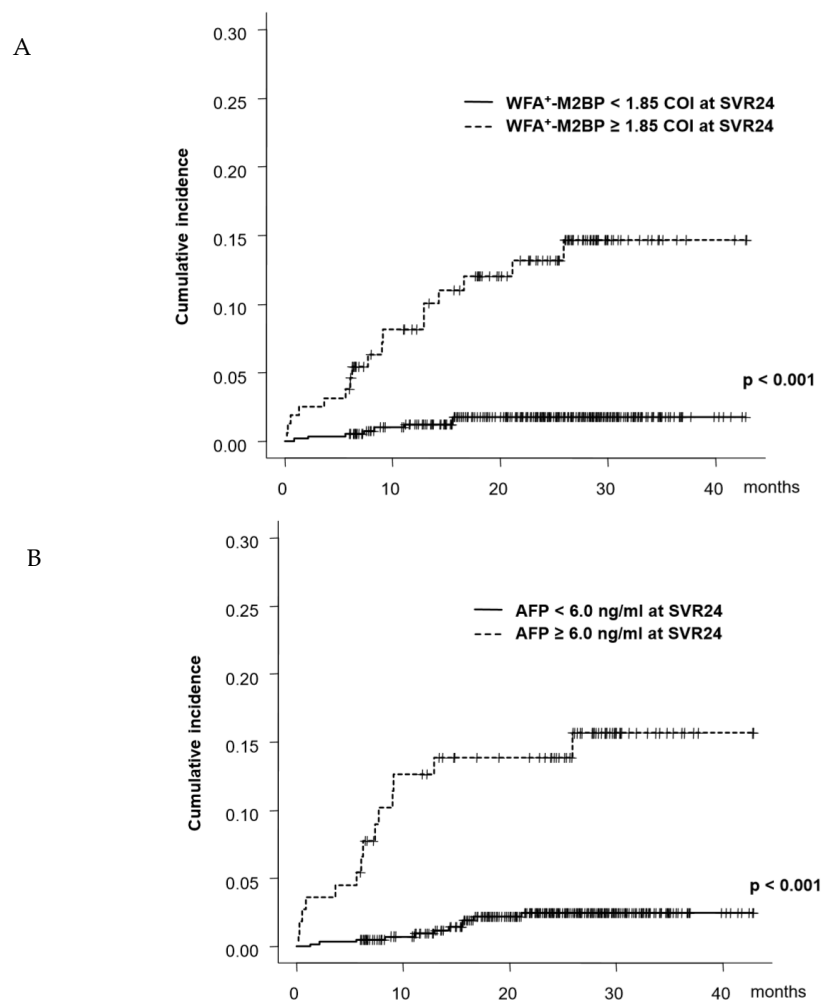 A
0.30
0.25
0.20
0.15
0.10
0.05
0.00
Cumulative incidence
WFA⁺-M2BP < 1.85 COI at SVR24
WFA⁺-M2BP ≥ 1.85 COI at SVR24
p < 0.001
0 10 20 30 40 months
B
0.30
0.25
0.20
0.15
0.10
0.05
0.00
Cumulative incidence
AFP < 6.0 ng/ml at SVR24
AFP ≥ 6.0 ng/ml at SVR24
p < 0.001
0 10 20 30 40 months